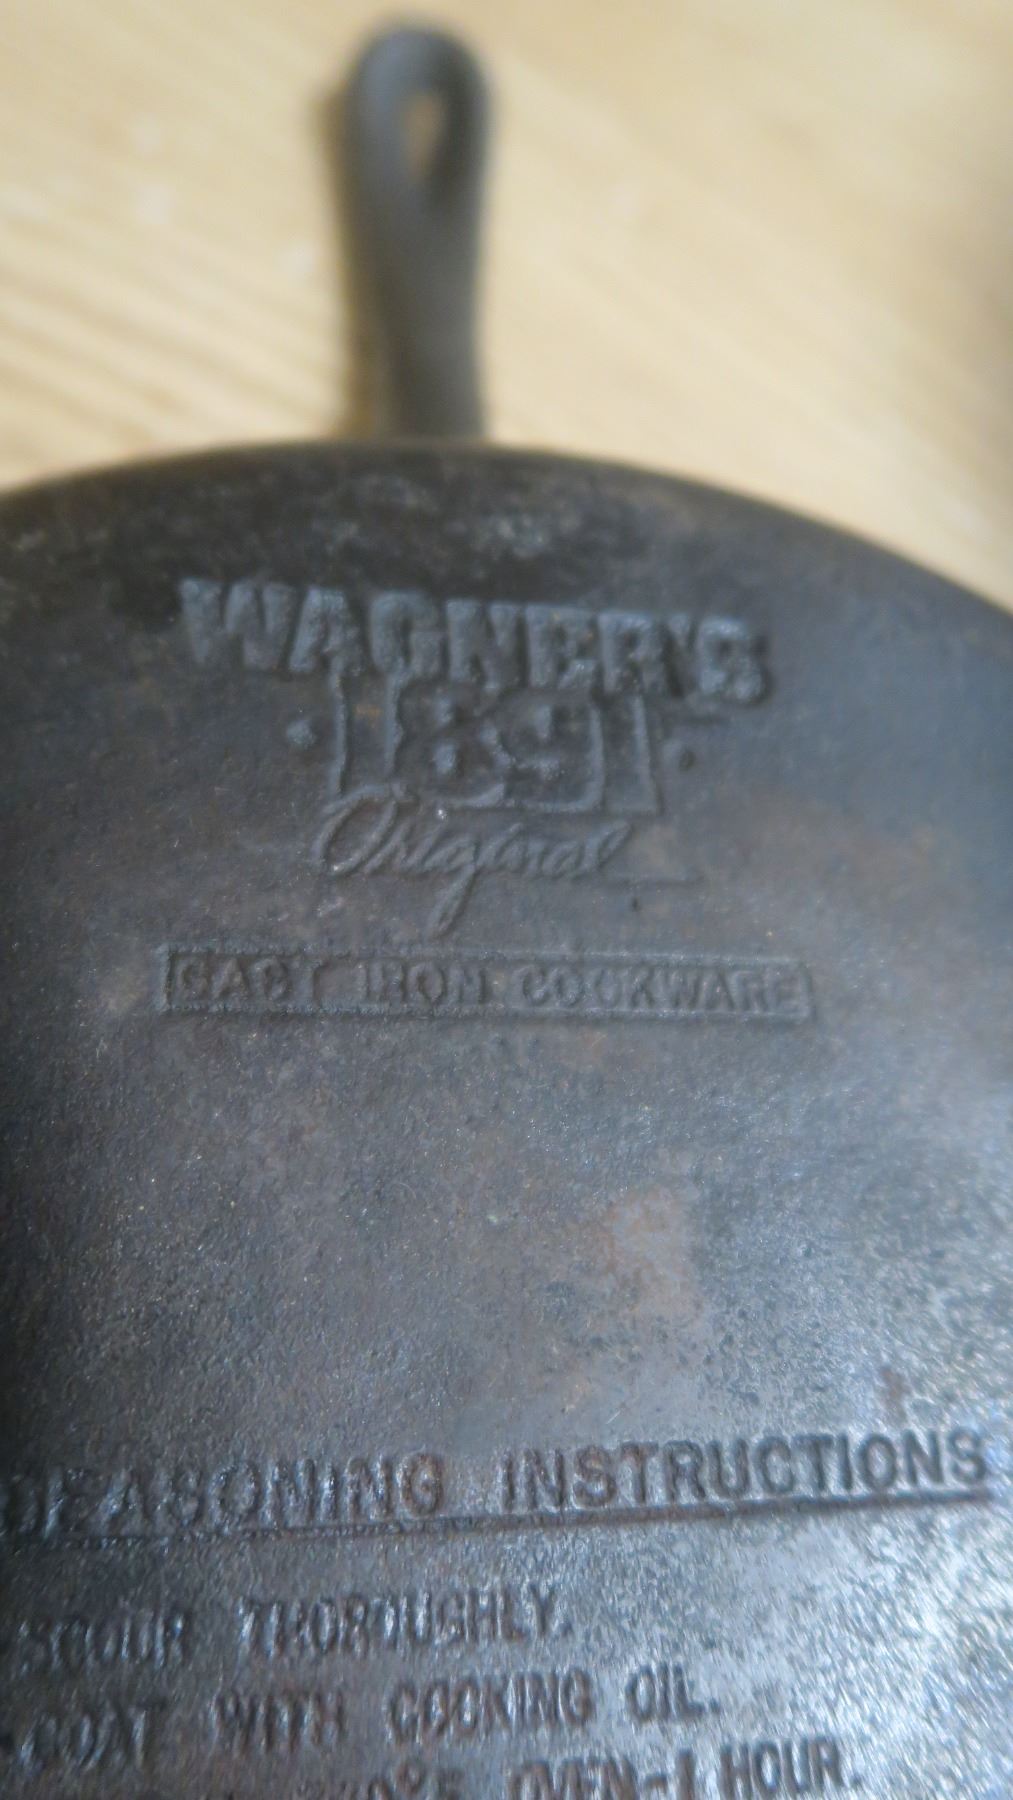 WAGNER'S
· 1891 ·
Original
CAST IRON COOKWARE
SEASONING INSTRUCTIONS
SCOUR THOROUGHLY.
COAT WITH COOKING OIL.
OVEN-1 HOUR.